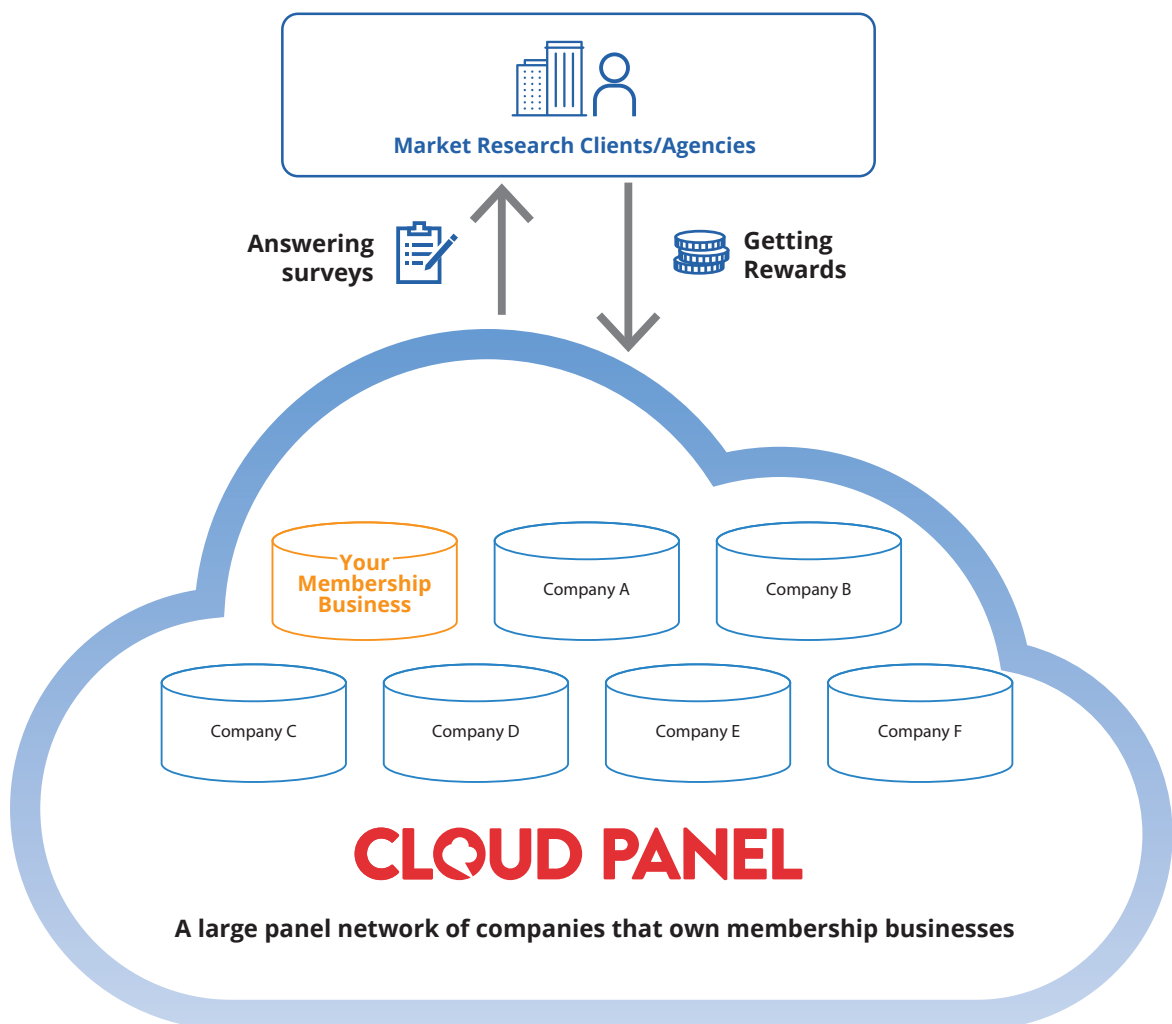 Market Research Clients/Agencies
Answering
surveys
Getting
Rewards
Your
Membership
Business
Company A
Company B
Company C
Company D
Company E
Company F
CLOUD PANEL
A large panel network of companies that own membership businesses